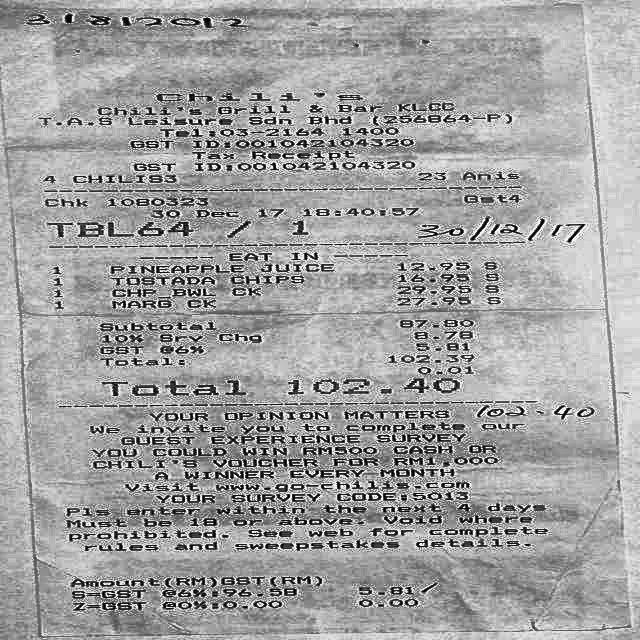 31812012
Chili's
Chili's Grill & Bar KLCC
T.A.S Leisure Sdn Bhd (256864-P)
Tel:03-2164 1400
GST ID:001042104320
Tax Receipt
GST ID:001042104320
4 CHILIS3 23 Anis
Chk 1080323 Gst4
30 Dec 17 18:40:57
TBL64 / 1 30/12/17
EAT IN
1 PINEAPPLE JUICE 12.95 S
1 TOSTADA CHIPS 16.95 S
1 CHP BWL CK 29.95 S
1 MARG CK 27.95 S
Subtotal 87.80
10% Srv Chg 8.78
GST @6% 5.81
Total: 102.39
0.01
Total 102.40
YOUR OPINION MATTERS 102.40
We invite you to complete our
GUEST EXPERIENCE SURVEY
YOU COULD WIN RM500 CASH OR
CHILI'S VOUCHER FOR RM1,000
A WINNER EVERY MONTH
Visit www.go-chilis.com
YOUR SURVEY CODE:5013
Pls enter within the next 4 days
Must be 18 or above. Void where
prohibited. See web for complete
rules and sweepstakes details.
Amount(RM)GST(RM)
S-GST @6%:96.58 5.81/
Z-GST @0%:0.00 0.00